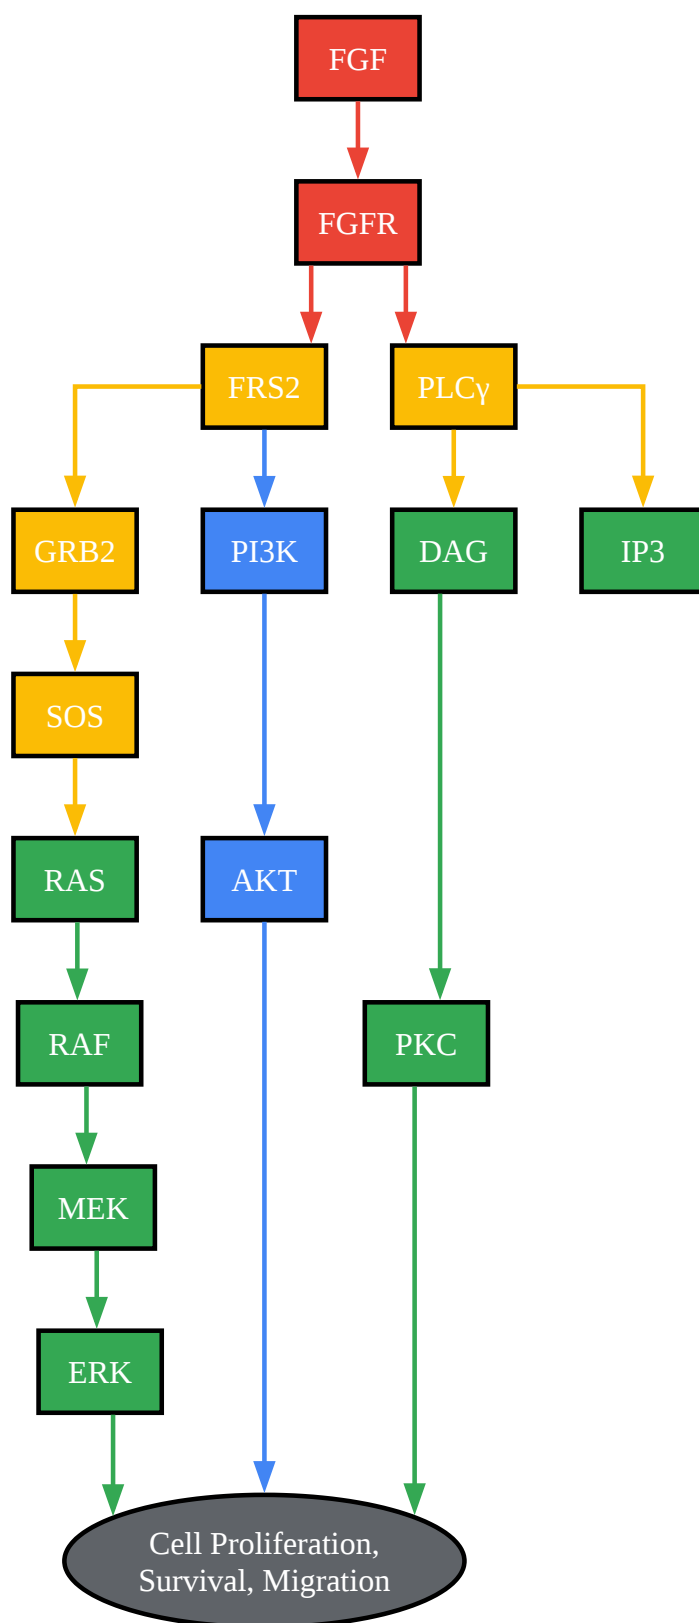 FGF
FGFR
FRS2
PLCγ
GRB2
PI3K
DAG
IP3
SOS
RAS
AKT
RAF
PKC
MEK
ERK
Cell Proliferation,
Survival, Migration